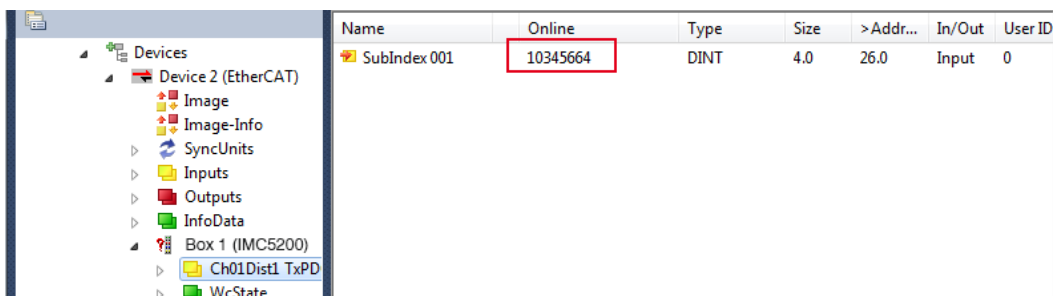 Name Online Type Size >Addr... In/Out User ID
SubIndex 001 10345664 DINT 4.0 26.0 Input 0
Devices
Device 2 (EtherCAT)
Image
Image-Info
SyncUnits
Inputs
Outputs
InfoData
Box 1 (IMC5200)
Ch01Dist1 TxPD
WcState